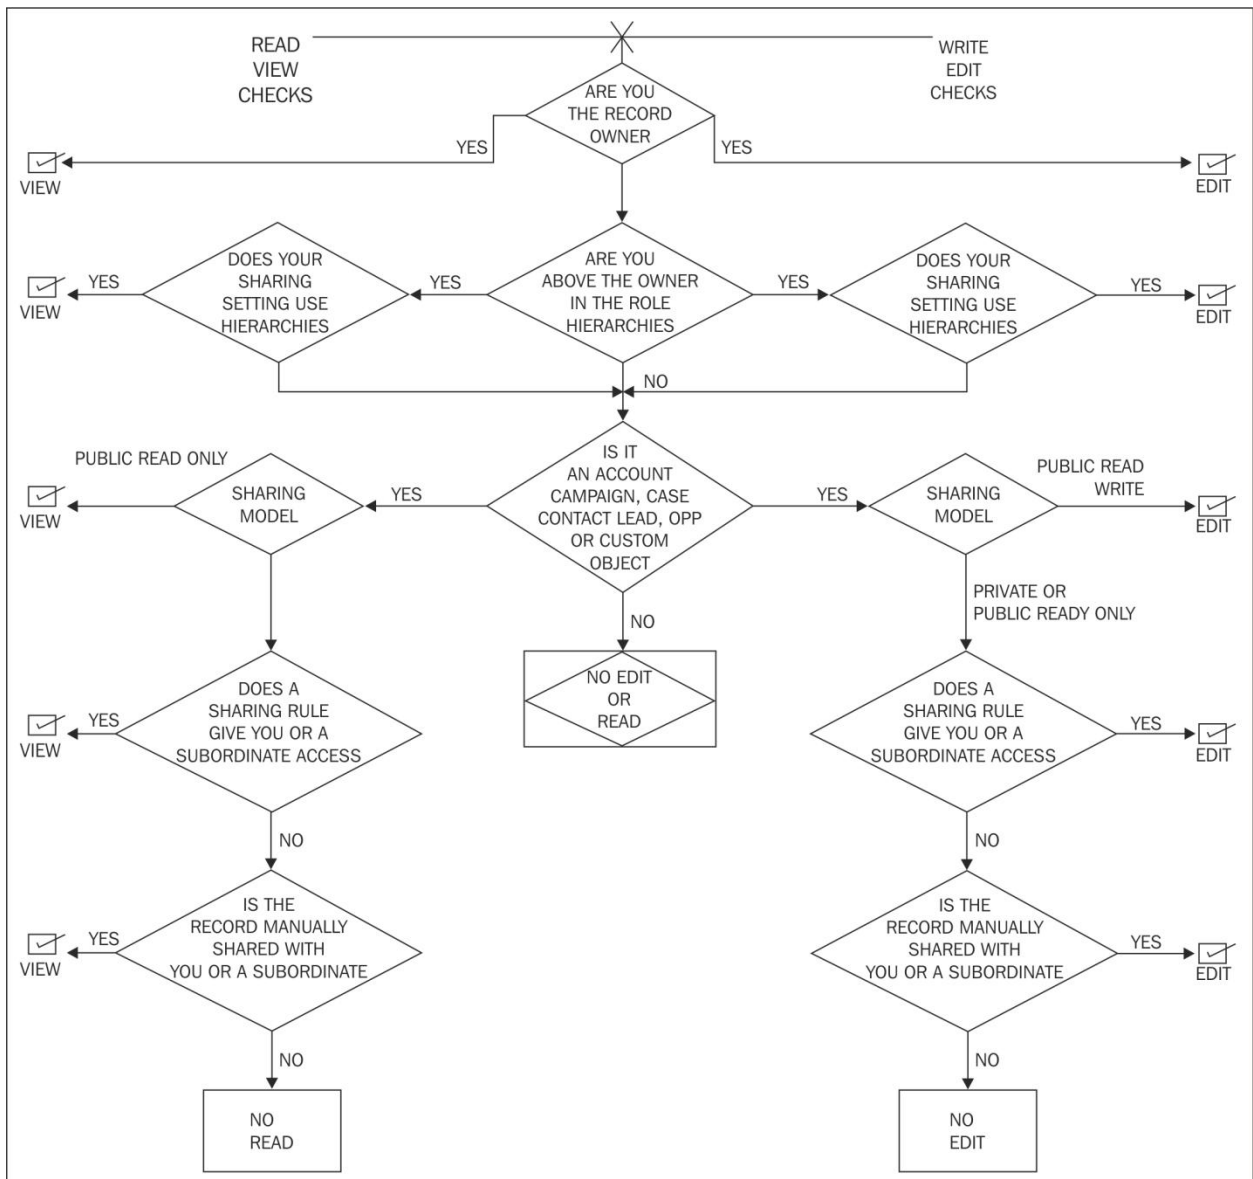 READ
VIEW
CHECKS
WRITE
EDIT
CHECKS
ARE YOU
THE RECORD
OWNER
YES
YES
VIEW
EDIT
DOES YOUR
SHARING
SETTING USE
HIERARCHIES
ARE YOU
ABOVE THE OWNER
IN THE ROLE
HIERARCHIES
DOES YOUR
SHARING
SETTING USE
HIERARCHIES
YES
YES
YES
YES
VIEW
EDIT
NO
PUBLIC READ ONLY
SHARING
MODEL
YES
IS IT
AN ACCOUNT
CAMPAIGN, CASE
CONTACT LEAD, OPP
OR CUSTOM
OBJECT
YES
SHARING
MODEL
PUBLIC READ
WRITE
VIEW
EDIT
NO
PRIVATE OR
PUBLIC READY ONLY
NO EDIT
OR
READ
DOES A
SHARING RULE
GIVE YOU OR A
SUBORDINATE ACCESS
DOES A
SHARING RULE
GIVE YOU OR A
SUBORDINATE ACCESS
YES
YES
VIEW
EDIT
NO
NO
IS THE
RECORD MANUALLY
SHARED WITH
YOU OR A SUBORDINATE
IS THE
RECORD MANUALLY
SHARED WITH
YOU OR A SUBORDINATE
YES
YES
VIEW
EDIT
NO
NO
NO
READ
NO
EDIT